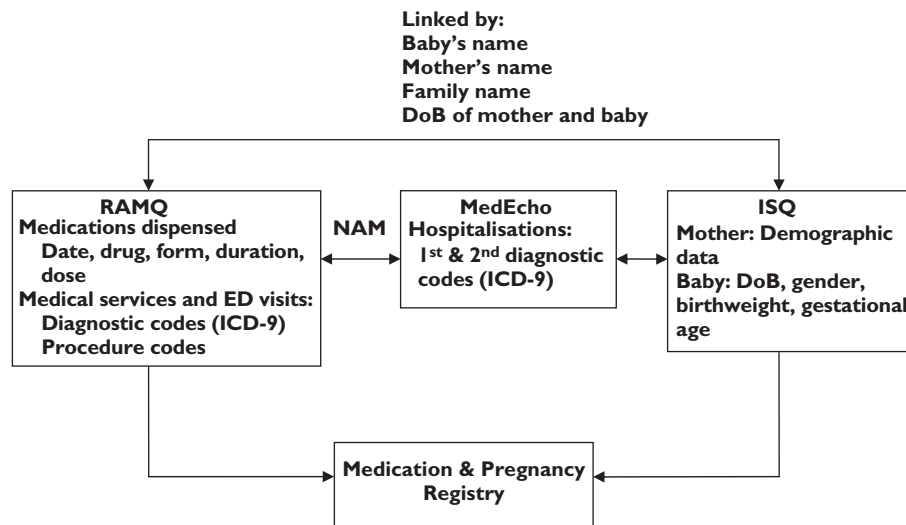 Linked by:
Baby's name
Mother's name
Family name
DoB of mother and baby
RAMQ
Medications dispensed
Date, drug, form, duration,
dose
Medical services and ED visits:
Diagnostic codes (ICD-9)
Procedure codes
NAM
MedEcho
Hospitalisations:
1st & 2nd diagnostic
codes (ICD-9)
ISQ
Mother: Demographic
data
Baby: DoB, gender,
birthweight, gestational
age
Medication & Pregnancy
Registry